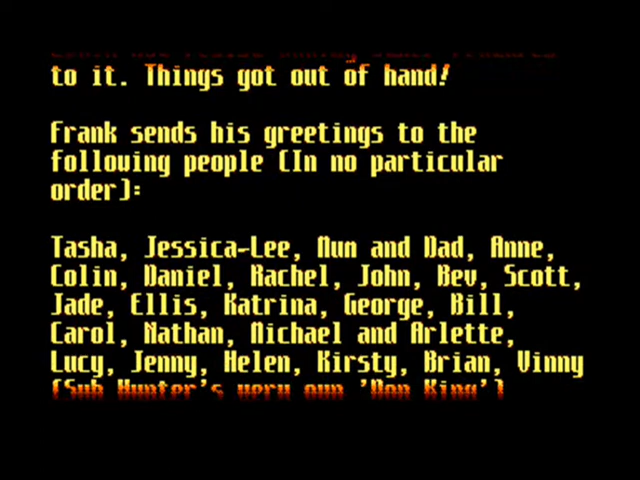 to it. Things got out of hand!
Frank sends his greetings to the
following people (In no particular
order):
Tasha, Jessica-Lee, Mum and Dad, Anne,
Colin, Daniel, Rachel, John, Bev, Scott,
Jade, Ellis, Katrina, George, Bill,
Carol, Nathan, Michael and Arlette,
Lucy, Jenny, Helen, Kirsty, Brian, Vinny
(Sub Hunter's very own 'Don King')